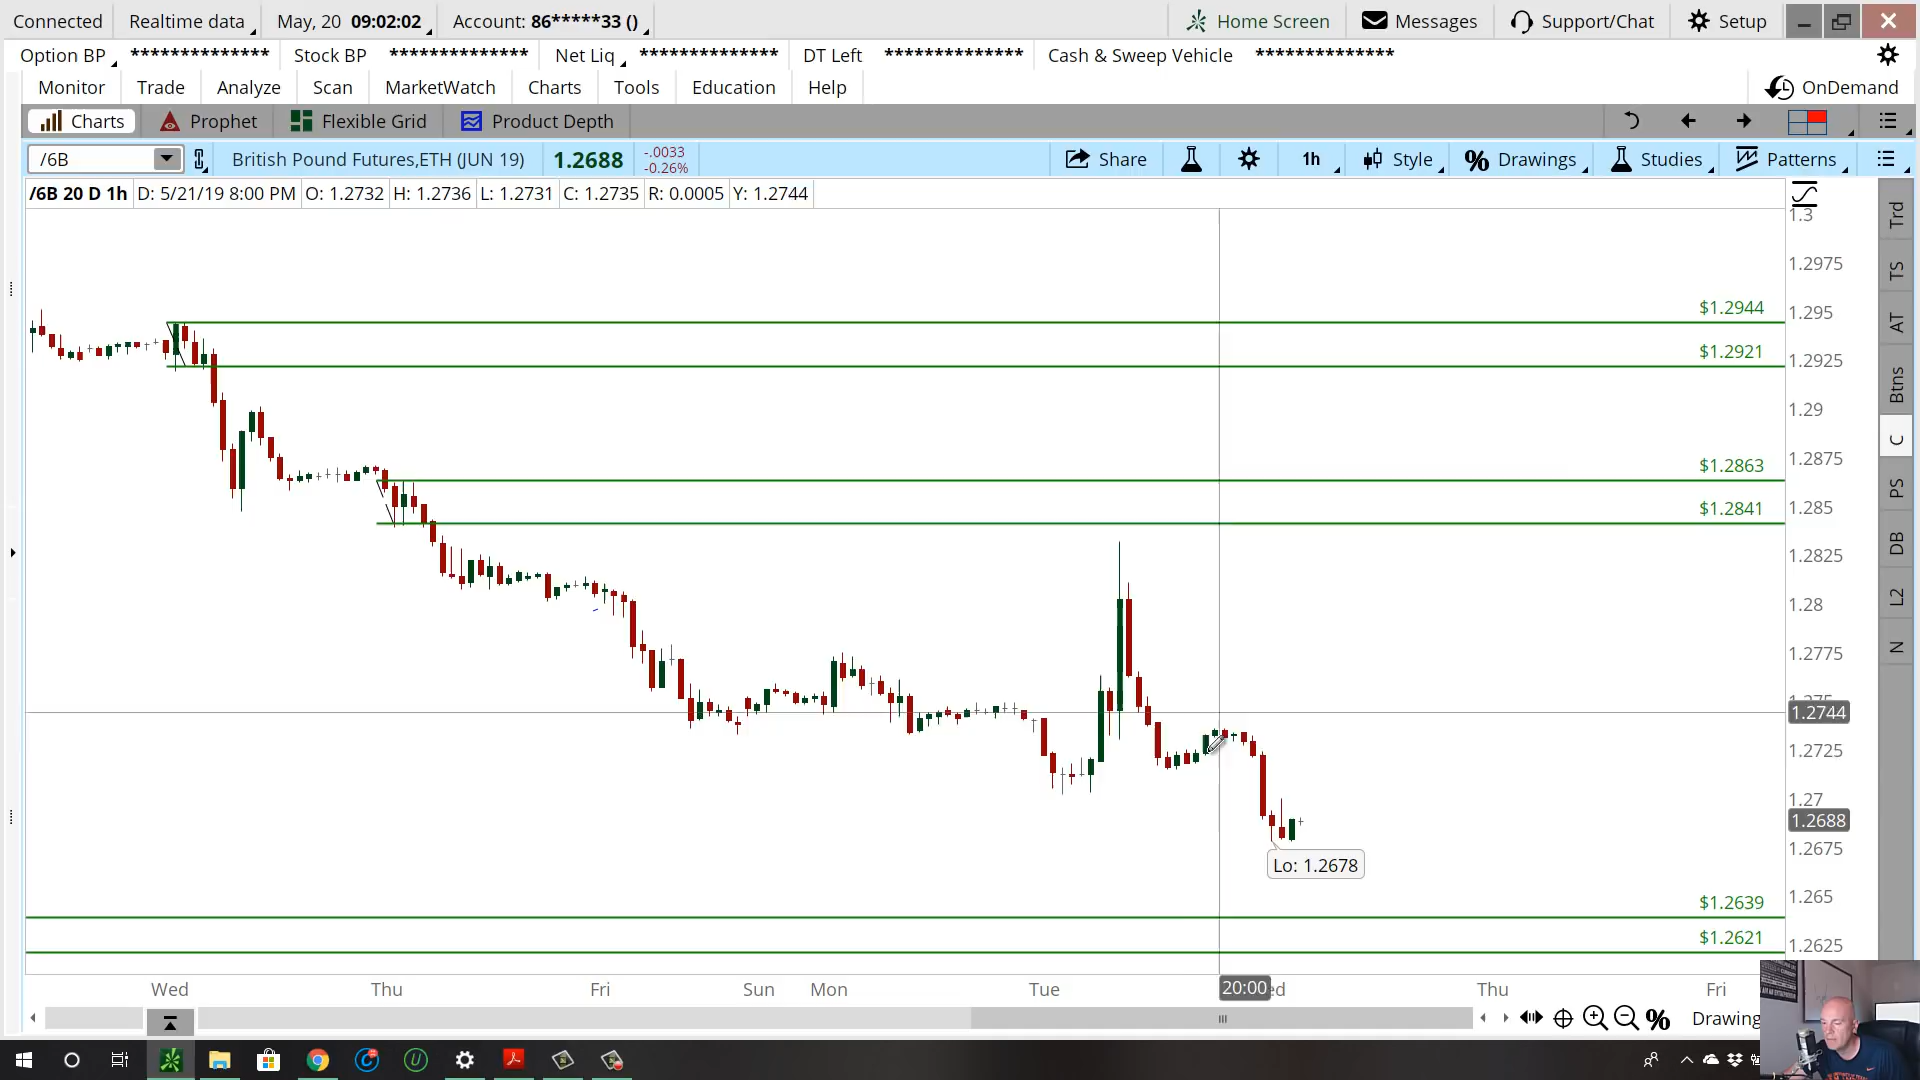 Connected Realtime data May, 20 09:02:02 Account: 86*****33 () Home Screen Messages Support/Chat Setup
Option BP ************** Stock BP ************** Net Liq ************** DT Left ************** Cash & Sweep Vehicle **************
Monitor Trade Analyze Scan MarketWatch Charts Tools Education Help OnDemand
Charts Prophet Flexible Grid Product Depth
/6B British Pound Futures,ETH (JUN 19) 1.2688 -.0033 -0.26% Share 1h Style Drawings Studies Patterns
/6B 20 D 1h D: 5/21/19 8:00 PM O: 1.2732 H: 1.2736 L: 1.2731 C: 1.2735 R: 0.0005 Y: 1.2744
1.3
1.2975
$1.2944
1.295
$1.2921
1.2925
1.29
$1.2863
1.2875
$1.2841
1.285
1.2825
1.28
1.2775
1.275
1.2744
1.2725
1.27
1.2688
1.2675
Lo: 1.2678
1.265
$1.2639
$1.2621
1.2625
Trd
TS
AT
Btns
C
PS
DB
L2
N
Wed Thu Fri Sun Mon Tue 20:00 ed Thu Fri
Drawing